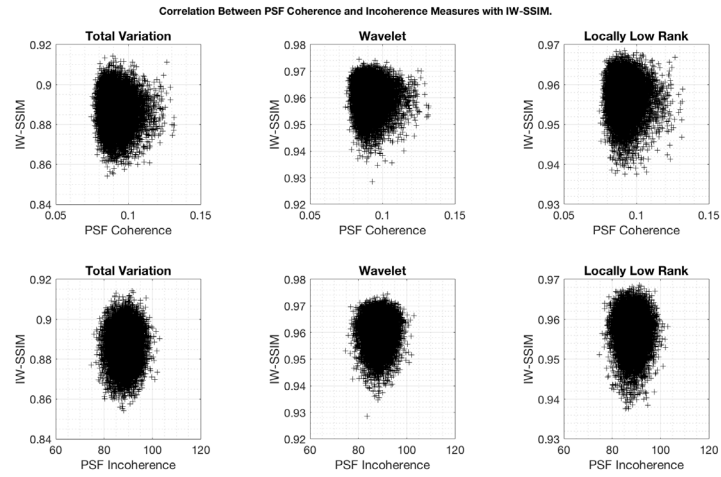 Correlation Between PSF Coherence and Incoherence Measures with IW-SSIM.
Total Variation
Wavelet
Locally Low Rank
0.92
0.9
0.88
0.86
0.84
IW-SSIM
0.05
0.1
0.15
PSF Coherence
0.98
0.97
0.96
0.95
0.94
0.93
0.92
IW-SSIM
0.05
0.1
0.15
PSF Coherence
0.97
0.96
0.95
0.94
0.93
IW-SSIM
0.05
0.1
0.15
PSF Coherence
Total Variation
Wavelet
Locally Low Rank
0.92
0.9
0.88
0.86
0.84
IW-SSIM
60
80
100
120
PSF Incoherence
0.98
0.97
0.96
0.95
0.94
0.93
0.92
IW-SSIM
60
80
100
120
PSF Incoherence
0.97
0.96
0.95
0.94
0.93
IW-SSIM
60
80
100
120
PSF Incoherence